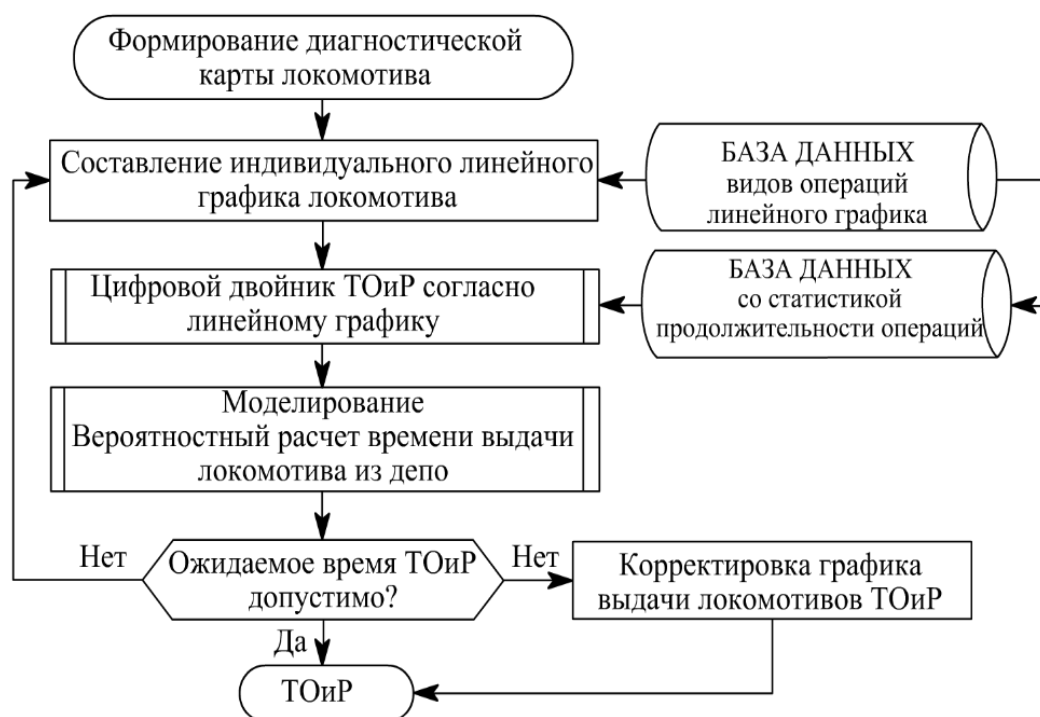 Формирование диагностической
карты локомотива
Составление индивидуального линейного
графика локомотива
БАЗА ДАННЫХ
видов операций
линейного графика
Цифровой двойник ТОиР согласно
линейному графику
БАЗА ДАННЫХ
со статистикой
продолжительности операций
Моделирование
Вероятностный расчет времени выдачи
локомотива из депо
Нет
Ожидаемое время ТОиР
допустимо?
Нет
Корректировка графика
выдачи локомотивов ТОиР
Да
ТОиР